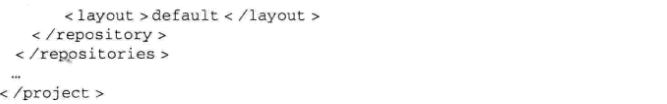 <layout>default</layout>
</repository>
</repositories>
…
</project>